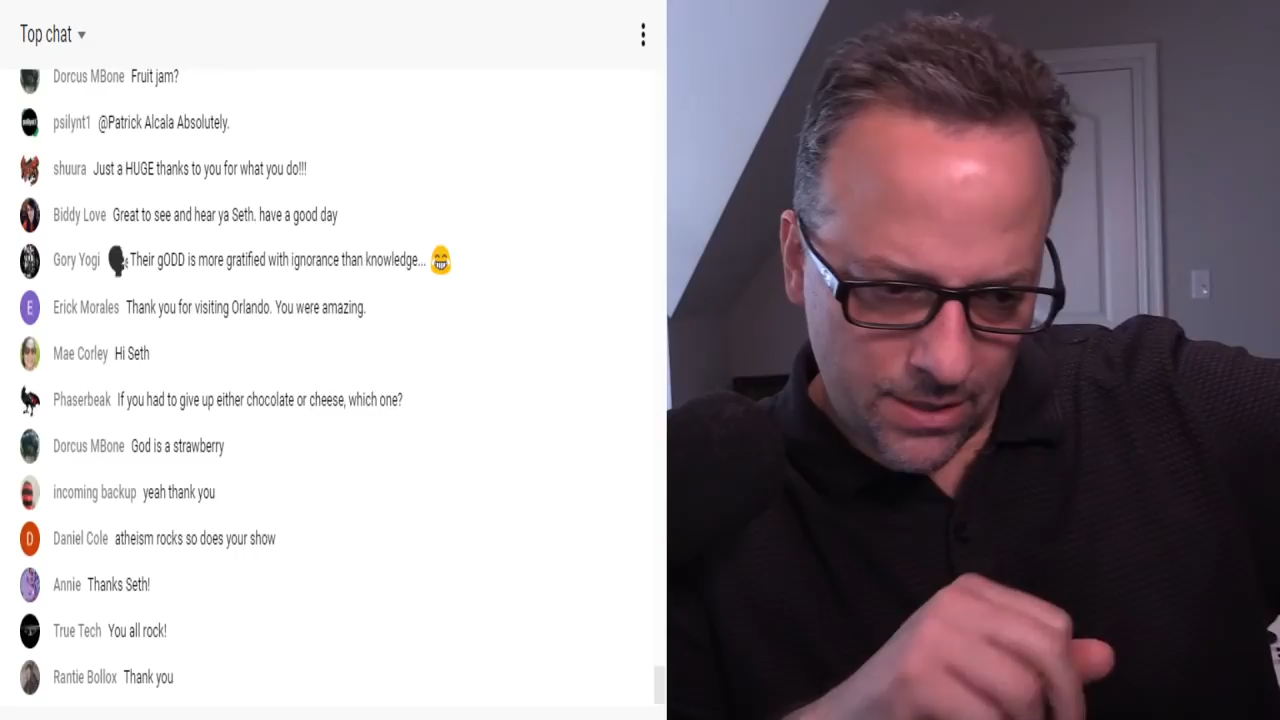 Top chat
Dorcus MBone Fruit jam?
psilynt1 @Patrick Alcala Absolutely.
shuura Just a HUGE thanks to you for what you do!!!
Biddy Love Great to see and hear ya Seth. have a good day
Gory Yogi 🗣Their gODD is more gratified with ignorance than knowledge... 😁
Erick Morales Thank you for visiting Orlando. You were amazing.
Mae Corley Hi Seth
Phaserbeak If you had to give up either chocolate or cheese, which one?
Dorcus MBone God is a strawberry
incoming backup yeah thank you
Daniel Cole atheism rocks so does your show
Annie Thanks Seth!
True Tech You all rock!
Rantie Bollox Thank you